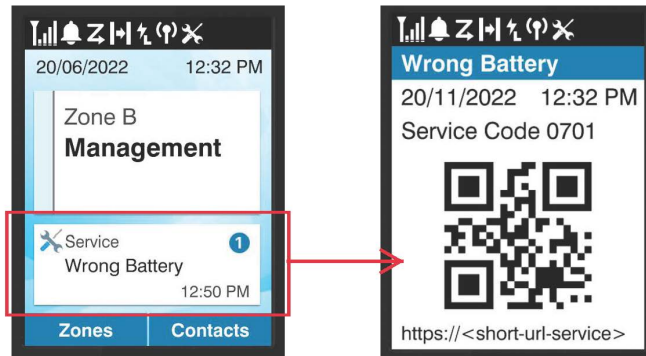 20/06/2022 12:32 PM
Zone B
Management
Service 1
Wrong Battery
12:50 PM
Zones Contacts
Wrong Battery
20/11/2022 12:32 PM
Service Code 0701
https://<short-url-service>